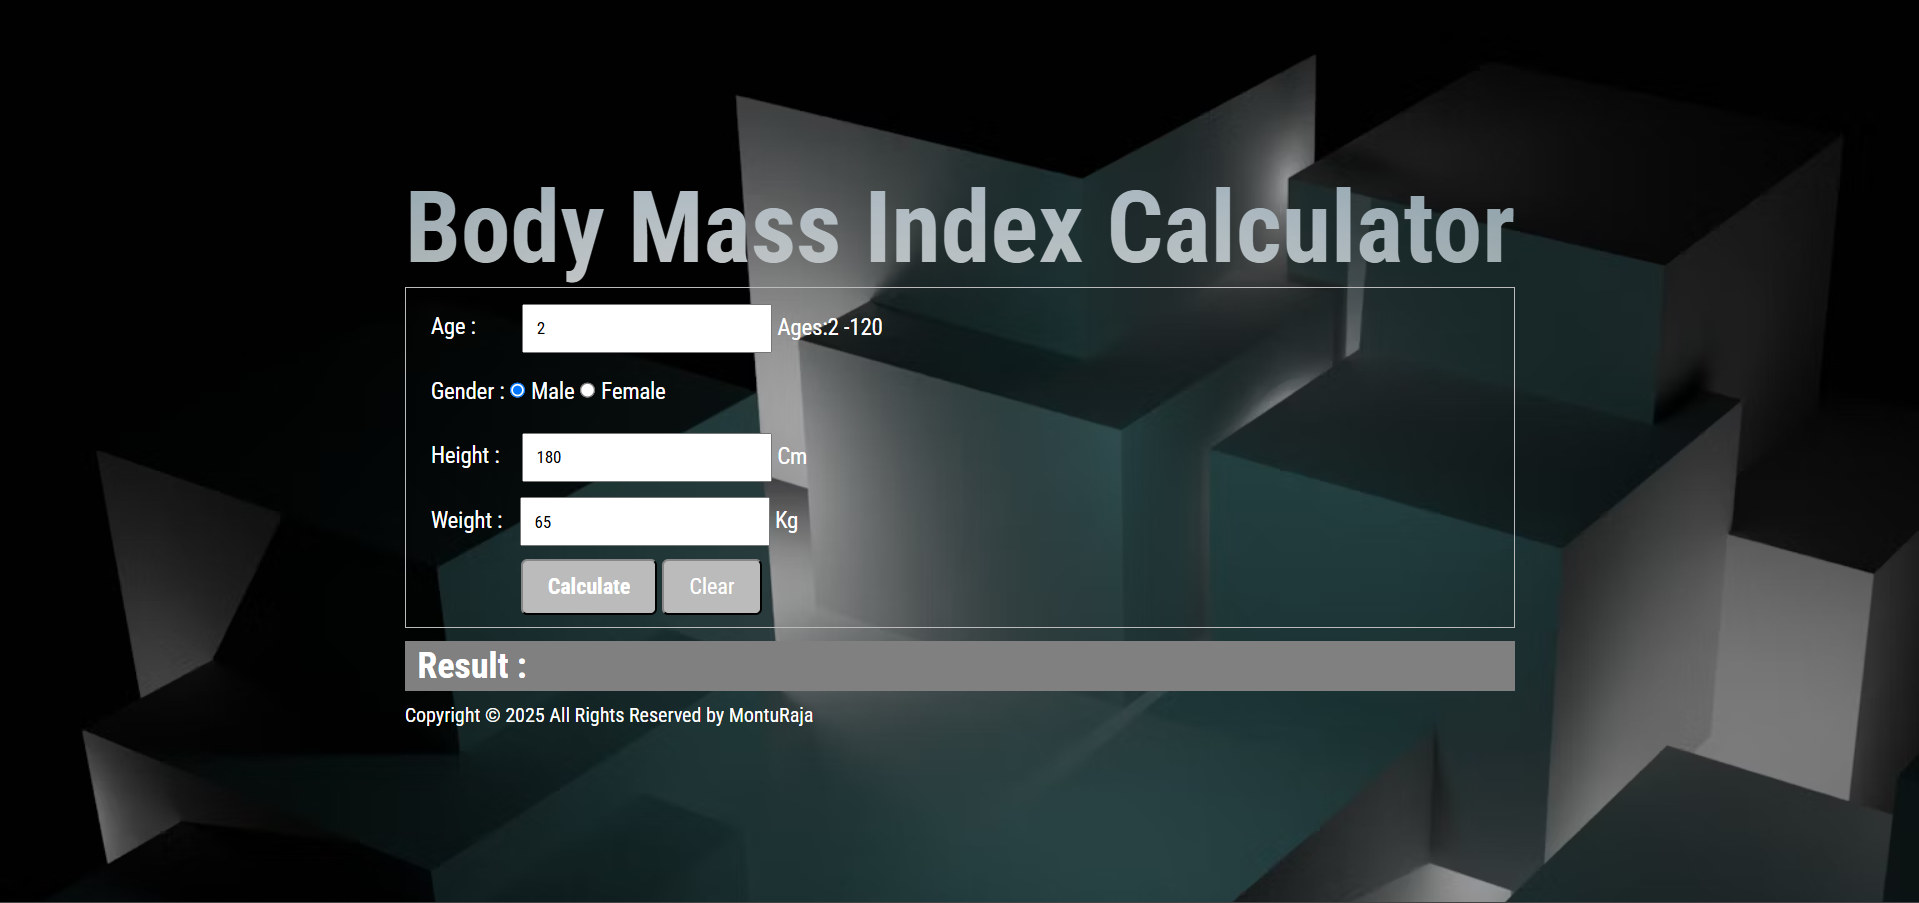 Body Mass Index Calculator
Age : 2 Ages:2 -120
Gender : Male Female
Height : 180 Cm
Weight : 65 Kg
Calculate Clear
Result :
Copyright © 2025 All Rights Reserved by MontuRaja